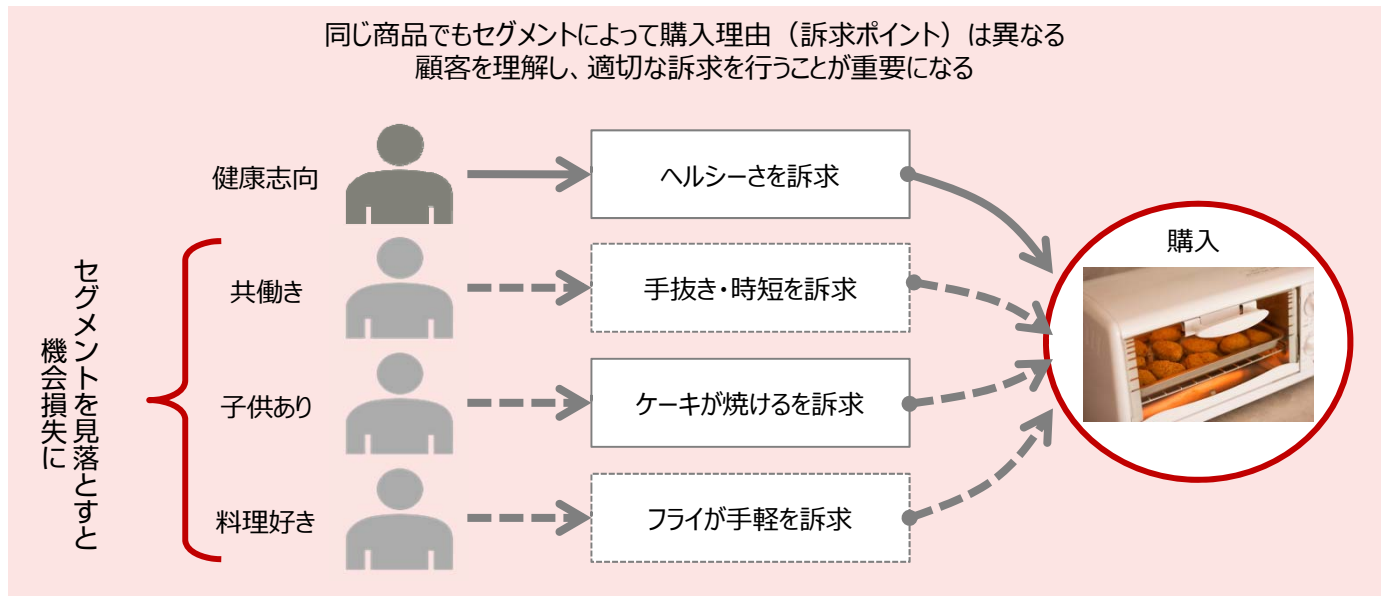 同じ商品でもセグメントによって購入理由（訴求ポイント）は異なる
顧客を理解し、適切な訴求を行うことが重要になる
健康志向
ヘルシーさを訴求
共働き
手抜き・時短を訴求
子供あり
ケーキが焼けるを訴求
料理好き
フライが手軽を訴求
購入
セグメントを見落とすと
機会損失に